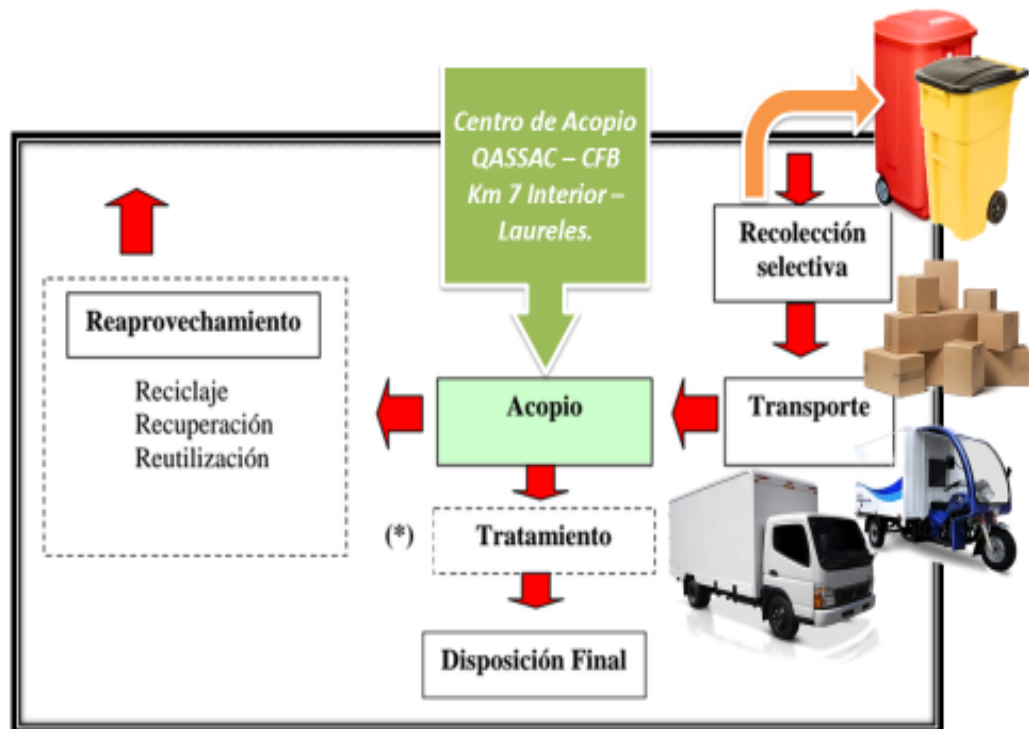 Centro de Acopio
QASSAC – CFB
Km 7 Interior –
Laureles.
Recolección
selectiva
Reaprovechamiento
Reciclaje
Recuperación
Reutilización
Acopio
Transporte
(*)
Tratamiento
Disposición Final